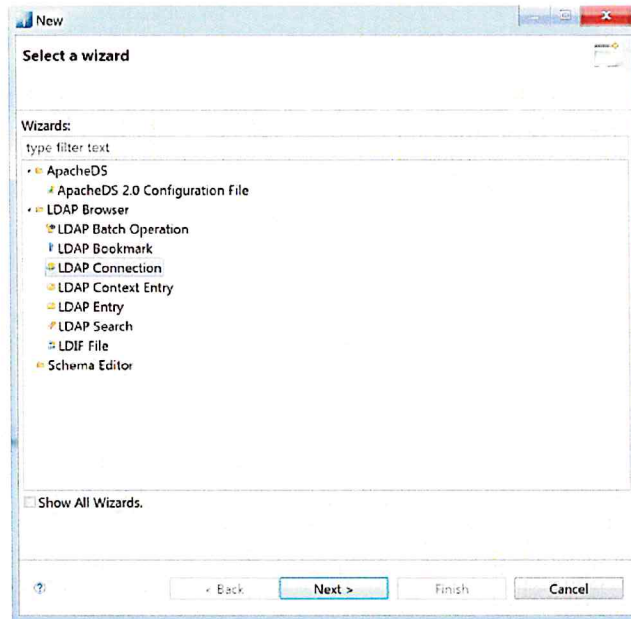 New
Select a wizard
Wizards:
type filter text
ApacheDS
ApacheDS 2.0 Configuration File
LDAP Browser
LDAP Batch Operation
LDAP Bookmark
LDAP Connection
LDAP Context Entry
LDAP Entry
LDAP Search
LDIF File
Schema Editor
Show All Wizards.
? < Back Next > Finish Cancel